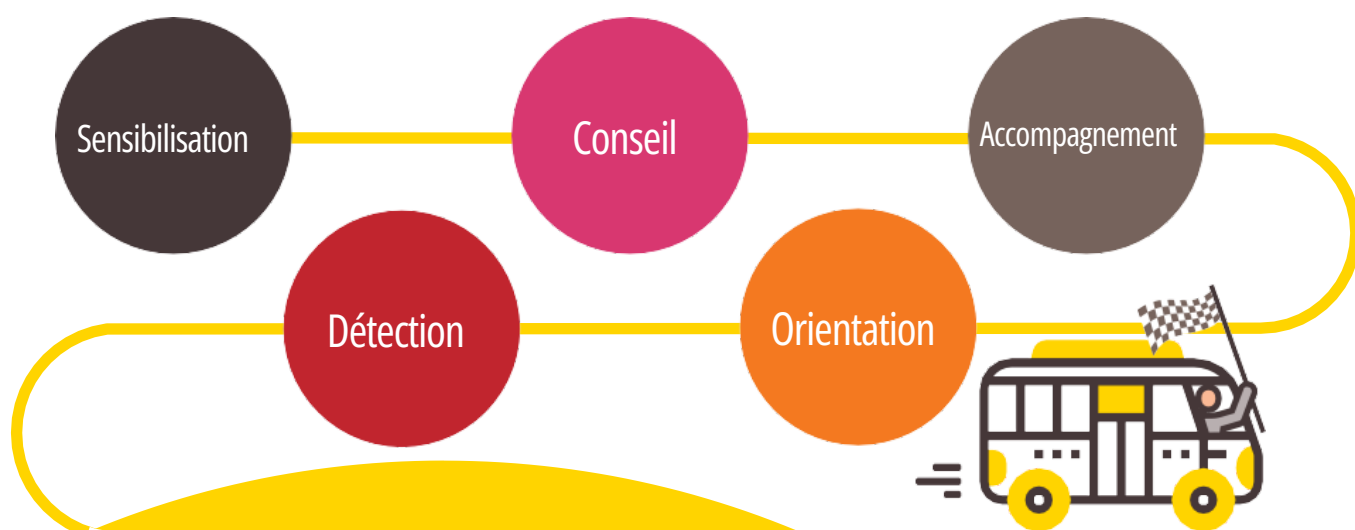 Sensibilisation
Conseil
Accompagnement
Détection
Orientation